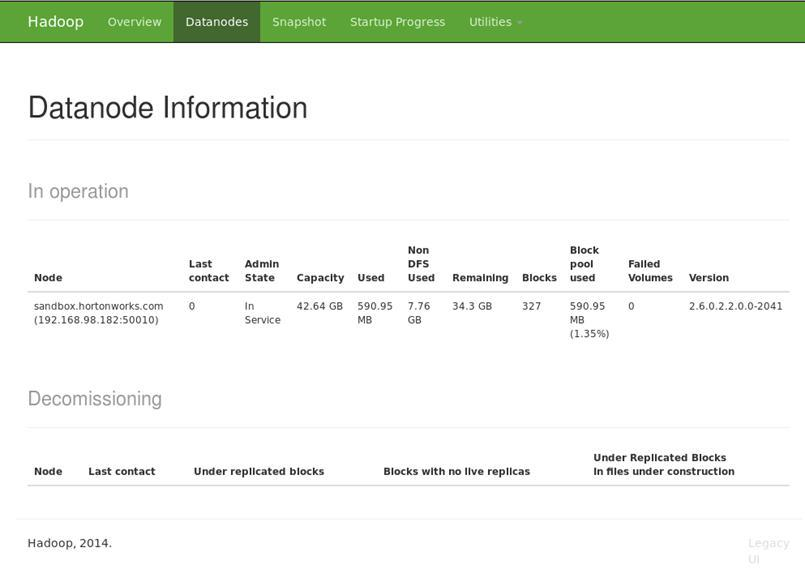 Hadoop Overview Datanodes Snapshot Startup Progress Utilities
Datanode Information
In operation
Node Last contact Admin State Capacity Used Non DFS Used Remaining Blocks Block pool used Failed Volumes Version
sandbox.hortonworks.com (192.168.98.182:50010) 0 In Service 42.64 GB 590.95 MB 7.76 GB 34.3 GB 327 590.95 MB (1.35%) 0 2.6.0.2.2.0.0-2041
Decomissioning
Node Last contact Under replicated blocks Blocks with no live replicas Under Replicated Blocks In files under construction
Hadoop, 2014. Legacy UI